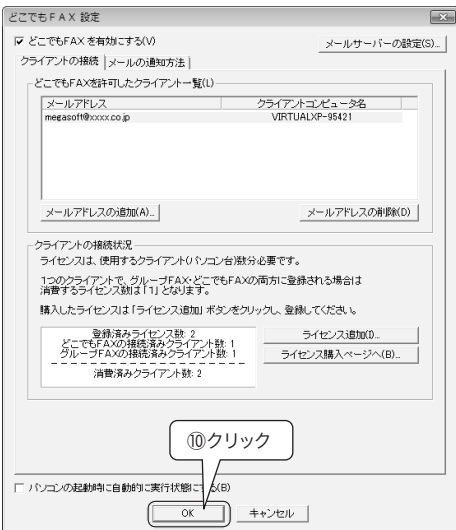 どこでもFAX 設定
どこでもFAXを有効にする(V)
メールサーバーの設定(S)...
クライアントの接続 メールの通知方法
どこでもFAXを許可したクライアント一覧(L)
メールアドレス クライアントコンピュータ名
megasoft@xxxx.co.jp VIRTUALXP-95421
メールアドレスの追加(A)... メールアドレスの削除(D)
クライアントの接続状況
ライセンスは、使用するクライアント(パソコン台)数分必要です。
1つのクライアントで、グループFAX・どこでもFAXの両方に登録される場合は
消費するライセンス数は「1」となります。
購入したライセンスは「ライセンス追加」ボタンをクリックし、登録してください。
登録済みライセンス数: 2
どこでもFAXの接続済みクライアント数: 1
グループFAXの接続済みクライアント数: 1
消費済みクライアント数: 2
ライセンス追加(I)...
ライセンス購入ページへ(B)...
⑩クリック
パソコンの起動時に自動的に実行状態にする(B)
OK キャンセル